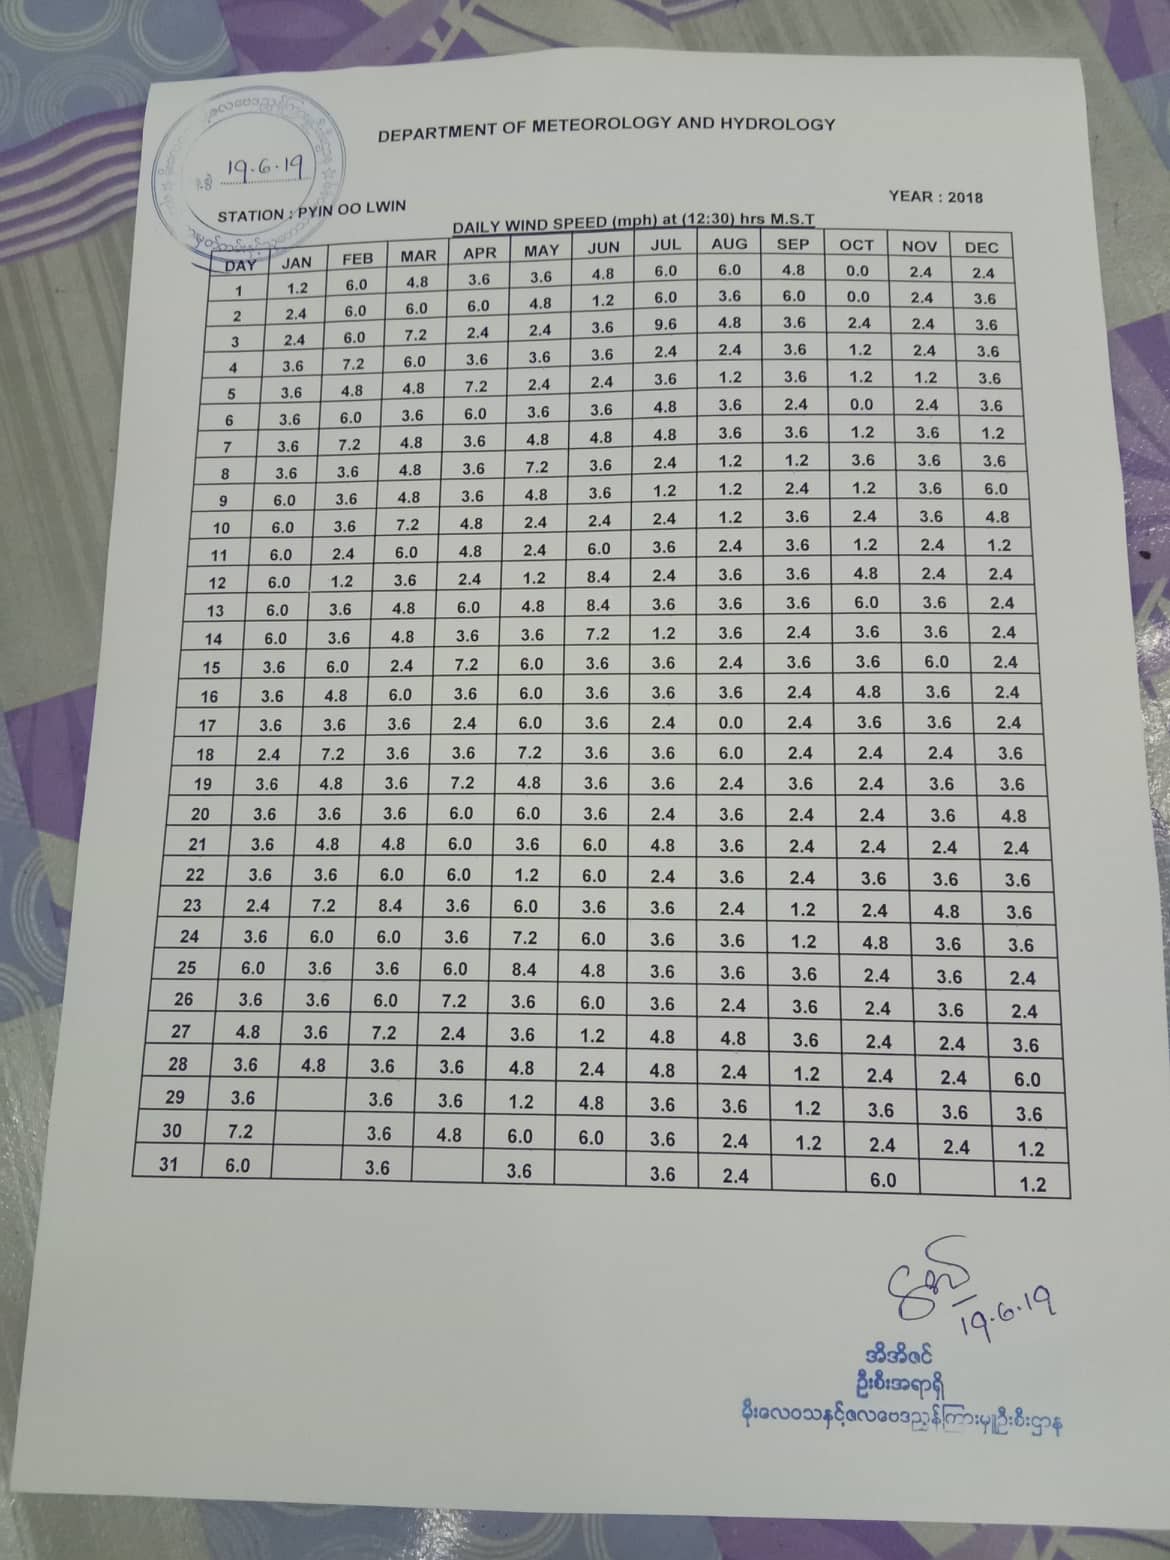 19.6.19
DEPARTMENT OF METEOROLOGY AND HYDROLOGY
STATION : PYIN OO LWIN
YEAR : 2018
DAILY WIND SPEED (mph) at (12:30) hrs M.S.T
DAY JAN FEB MAR APR MAY JUN JUL AUG SEP OCT NOV DEC
1 1.2 6.0 4.8 3.6 3.6 4.8 6.0 6.0 4.8 0.0 2.4 2.4
2 2.4 6.0 6.0 6.0 4.8 1.2 6.0 3.6 6.0 0.0 2.4 3.6
3 2.4 6.0 7.2 2.4 2.4 3.6 9.6 4.8 3.6 2.4 2.4 3.6
4 3.6 7.2 6.0 3.6 3.6 3.6 2.4 2.4 3.6 1.2 2.4 3.6
5 3.6 4.8 4.8 7.2 2.4 2.4 3.6 1.2 3.6 1.2 1.2 3.6
6 3.6 6.0 3.6 6.0 3.6 3.6 4.8 3.6 2.4 0.0 2.4 3.6
7 3.6 7.2 4.8 3.6 4.8 4.8 4.8 3.6 3.6 1.2 3.6 1.2
8 3.6 3.6 4.8 3.6 7.2 3.6 2.4 1.2 1.2 3.6 3.6 3.6
9 6.0 3.6 4.8 3.6 4.8 3.6 1.2 1.2 2.4 1.2 3.6 6.0
10 6.0 3.6 7.2 4.8 2.4 2.4 2.4 1.2 3.6 2.4 3.6 4.8
11 6.0 2.4 6.0 4.8 2.4 6.0 3.6 2.4 3.6 1.2 2.4 1.2
12 6.0 1.2 3.6 2.4 1.2 8.4 2.4 3.6 3.6 4.8 2.4 2.4
13 6.0 3.6 4.8 6.0 4.8 8.4 3.6 3.6 3.6 6.0 3.6 2.4
14 6.0 3.6 4.8 3.6 3.6 7.2 1.2 3.6 2.4 3.6 3.6 2.4
15 3.6 6.0 2.4 7.2 6.0 3.6 3.6 2.4 3.6 3.6 6.0 2.4
16 3.6 4.8 6.0 3.6 6.0 3.6 3.6 3.6 2.4 4.8 3.6 2.4
17 3.6 3.6 3.6 2.4 6.0 3.6 2.4 0.0 2.4 3.6 3.6 2.4
18 2.4 7.2 3.6 3.6 7.2 3.6 3.6 6.0 2.4 2.4 2.4 3.6
19 3.6 4.8 3.6 7.2 4.8 3.6 3.6 2.4 3.6 2.4 3.6 3.6
20 3.6 3.6 3.6 6.0 6.0 3.6 2.4 3.6 2.4 2.4 3.6 4.8
21 3.6 4.8 4.8 6.0 3.6 6.0 4.8 3.6 2.4 2.4 2.4 2.4
22 3.6 3.6 6.0 6.0 1.2 6.0 2.4 3.6 2.4 3.6 3.6 3.6
23 2.4 7.2 8.4 3.6 6.0 3.6 3.6 2.4 1.2 2.4 4.8 3.6
24 3.6 6.0 6.0 3.6 7.2 6.0 3.6 3.6 1.2 4.8 3.6 3.6
25 6.0 3.6 3.6 6.0 8.4 4.8 3.6 3.6 3.6 2.4 3.6 2.4
26 3.6 3.6 6.0 7.2 3.6 6.0 3.6 2.4 3.6 2.4 3.6 2.4
27 4.8 3.6 7.2 2.4 3.6 1.2 4.8 4.8 3.6 2.4 2.4 3.6
28 3.6 4.8 3.6 3.6 4.8 2.4 4.8 2.4 1.2 2.4 2.4 6.0
29 3.6 3.6 3.6 1.2 4.8 3.6 3.6 1.2 3.6 3.6 3.6
30 7.2 3.6 4.8 6.0 6.0 3.6 2.4 1.2 2.4 2.4 1.2
31 6.0 3.6 3.6 3.6 2.4 6.0 1.2
19.6.19
အိအိဇင်
ဦးစီးအရာရှိ
မိုးလေဝသနှင့်ဇလဗေဒညွှန်ကြားမှုဦးစီးဌာန